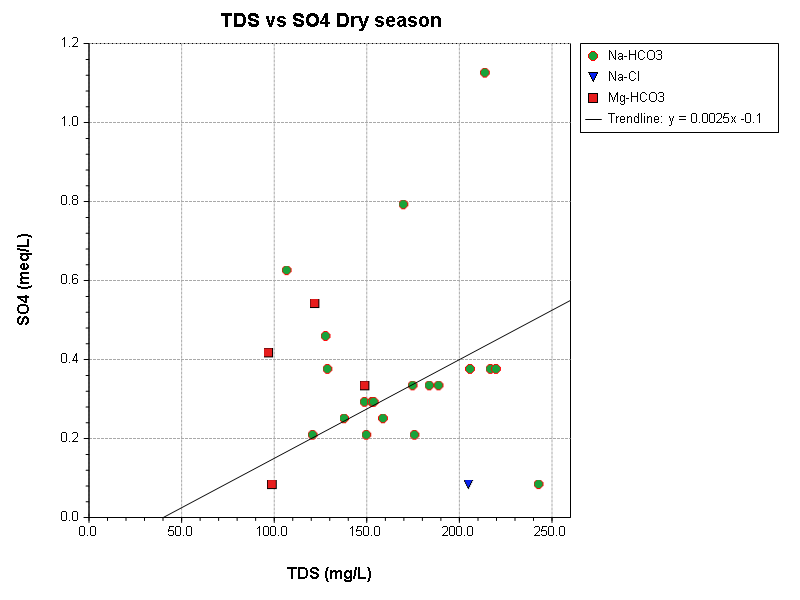 TDS vs SO4 Dry season
1.2
1.0
0.8
0.6
0.4
0.2
0.0
SO4 (meq/L)
0.0 50.0 100.0 150.0 200.0 250.0
TDS (mg/L)
Na-HCO3
Na-Cl
Mg-HCO3
Trendline: y = 0.0025x -0.1